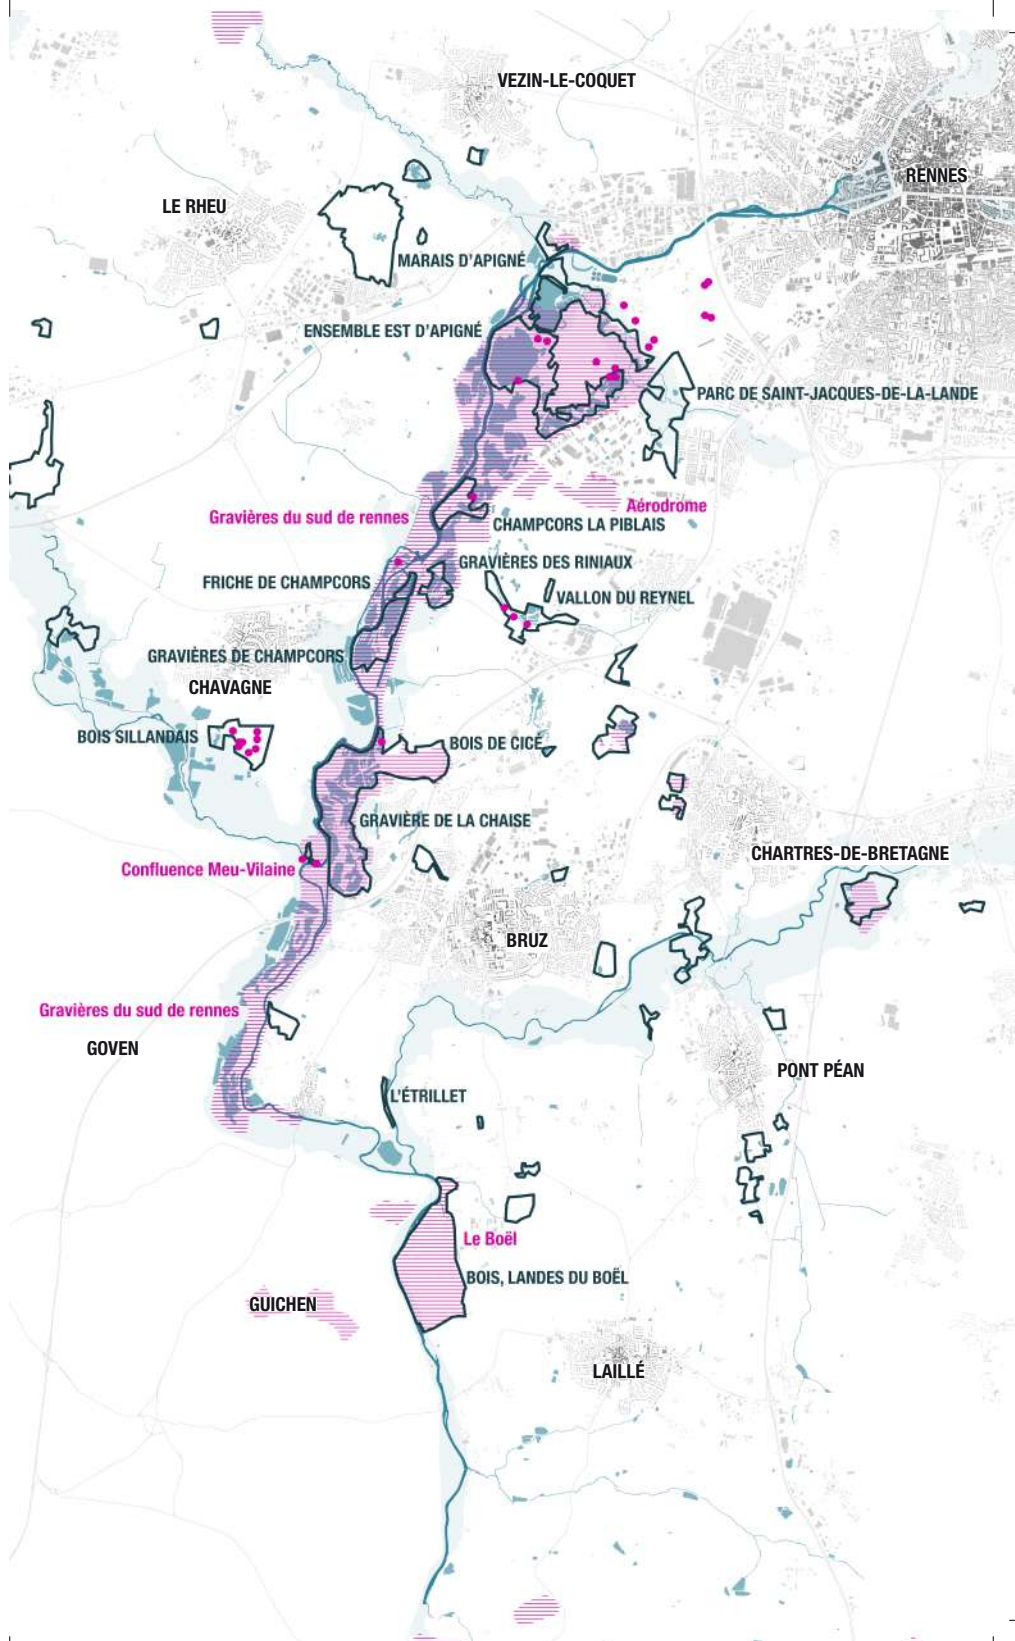 VEZIN-LE-COQUET
RENNES
LE RHEU
MARAIS D'APIGNÉ
ENSEMBLE EST D'APIGNÉ
PARC DE SAINT-JACQUES-DE-LA-LANDE
Aérodrome
Gravières du sud de rennes
CHAMPCORS LA PIBLAIS
GRAVIÈRES DES RINIAUX
FRICHE DE CHAMPCORS
VALLON DU REYNEL
GRAVIÈRES DE CHAMPCORS
CHAVAGNE
BOIS SILLANDAIS
BOIS DE CICÉ
GRAVIÈRE DE LA CHAISE
CHARTRES-DE-BRETAGNE
Confluence Meu-Vilaine
BRUZ
Gravières du sud de rennes
GOVEN
PONT PÉAN
L'ÉTRILLET
Le Boël
BOIS, LANDES DU BOËL
GUICHEN
LAILLÉ